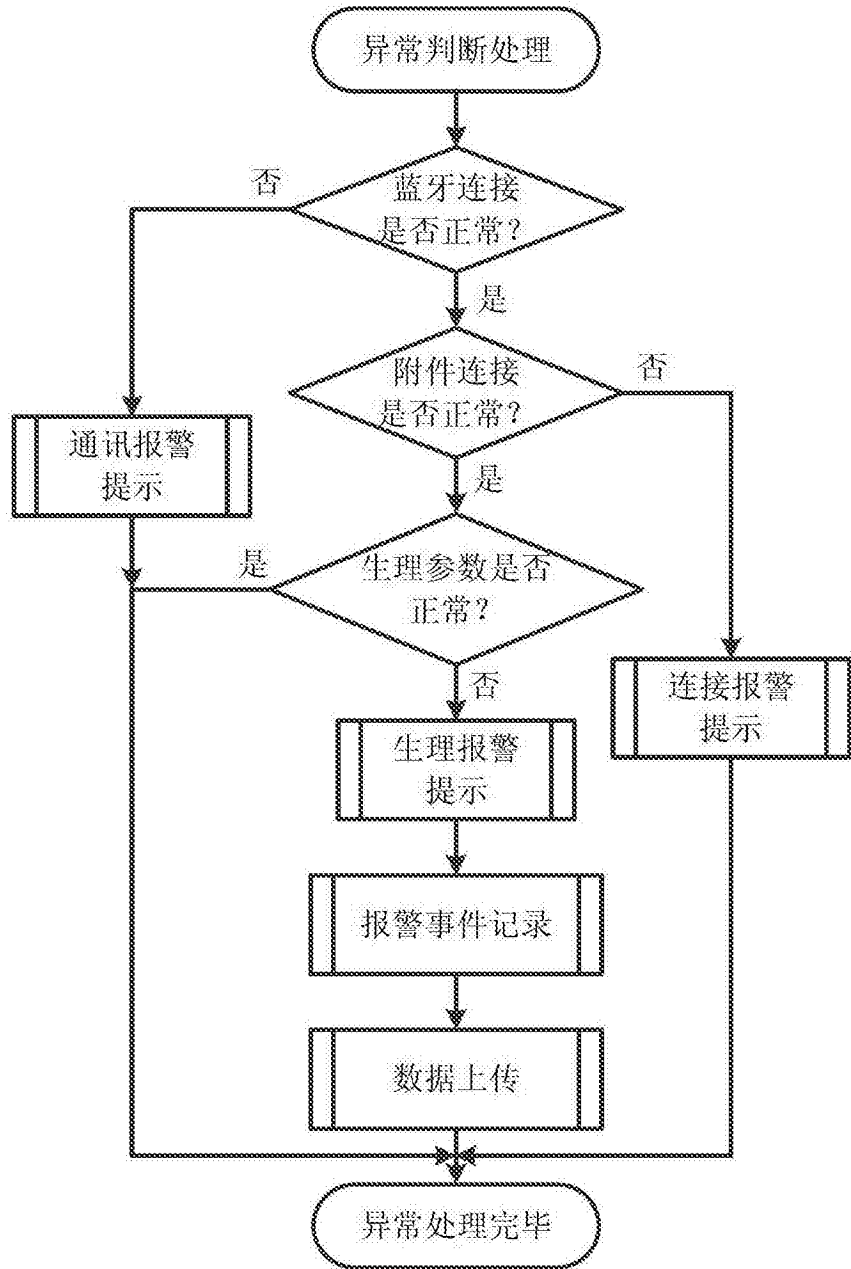 异常判断处理
否
蓝牙连接
是否正常?
是
附件连接
是否正常?
否
通讯报警
提示
是
是
生理参数是否
正常?
否
连接报警
提示
生理报警
提示
报警事件记录
数据上传
异常处理完毕